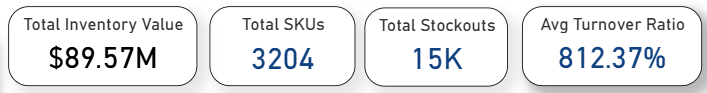 Total Inventory Value
$89.57M
Total SKUs
3204
Total Stockouts
15K
Avg Turnover Ratio
812.37%